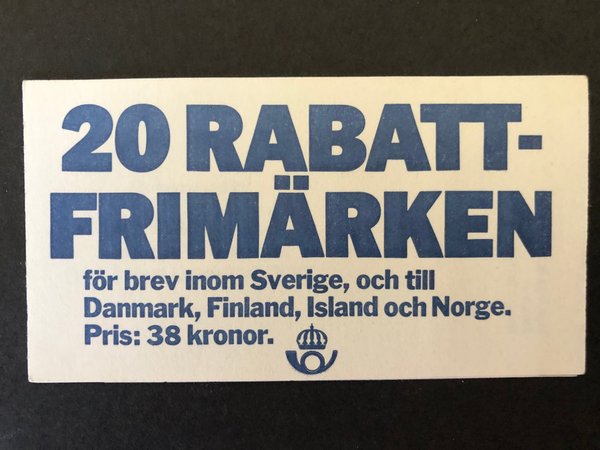 20 RABATT-
FRIMÄRKEN
för brev inom Sverige, och till
Danmark, Finland, Island och Norge.
Pris: 38 kronor.